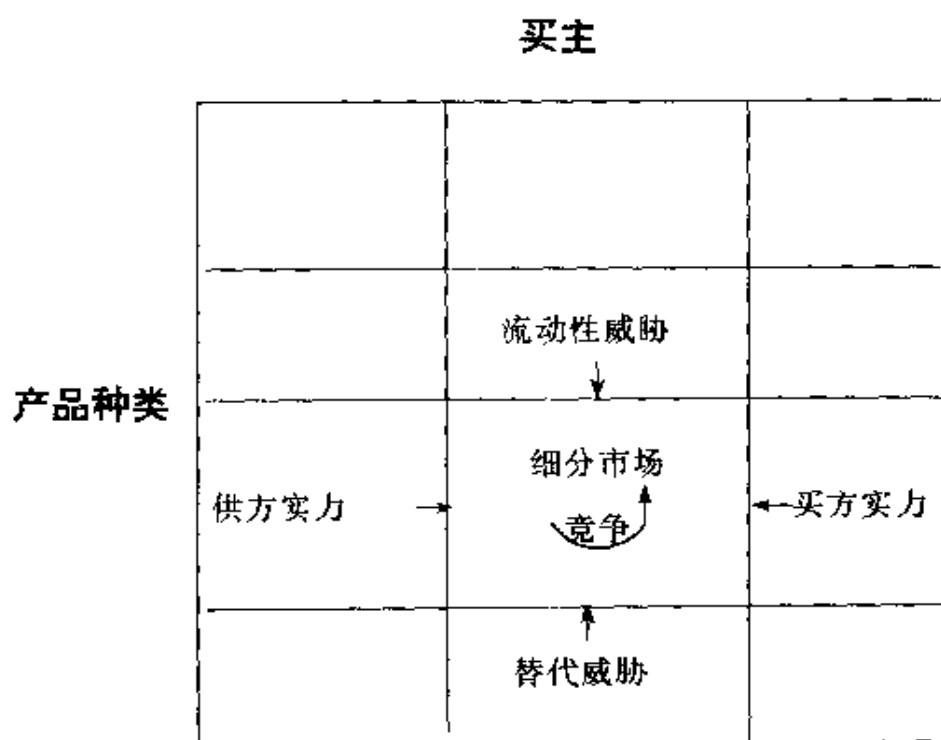 买主
流动性威胁
产品种类
细分市场
供方实力
竞争
买方实力
替代威胁